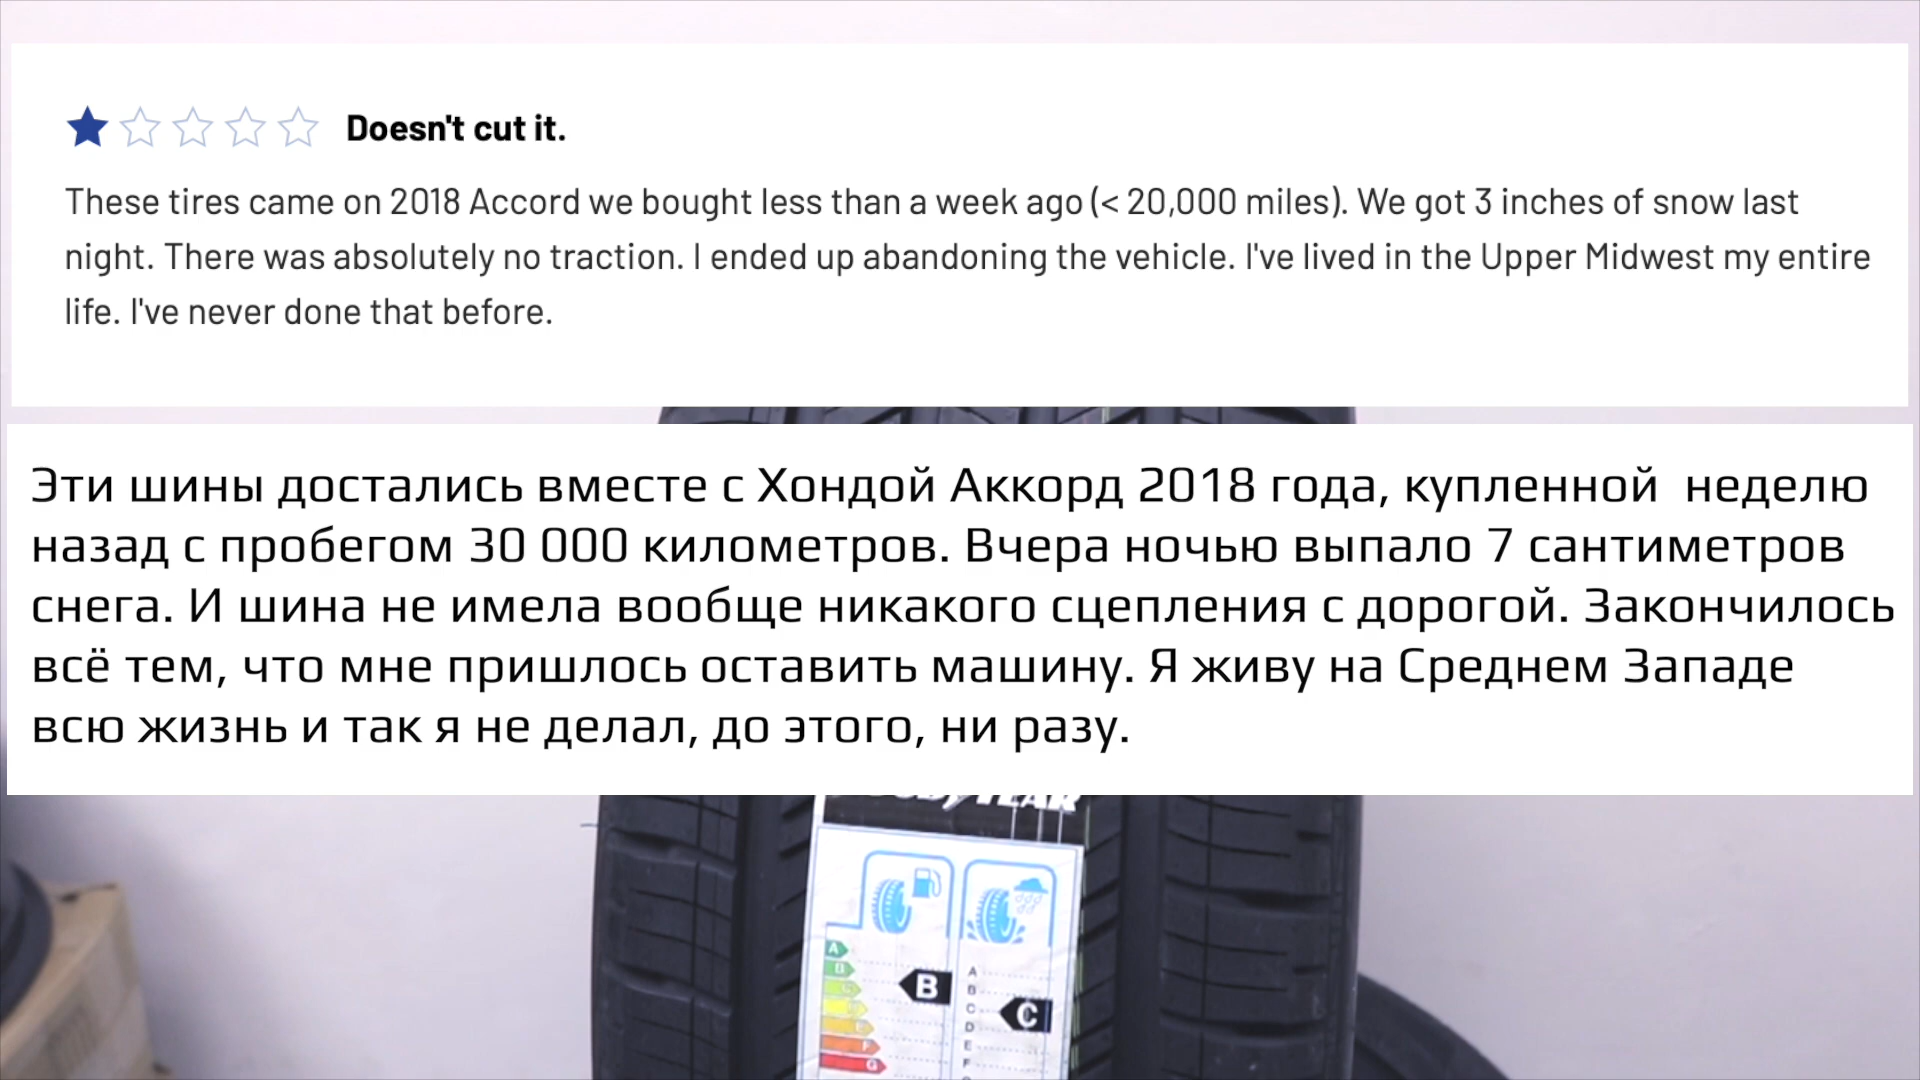 Doesn't cut it.
These tires came on 2018 Accord we bought less than a week ago (< 20,000 miles). We got 3 inches of snow last
night. There was absolutely no traction. I ended up abandoning the vehicle. I've lived in the Upper Midwest my entire
life. I've never done that before.
Эти шины достались вместе с Хондой Аккорд 2018 года, купленной  неделю
назад с пробегом 30 000 километров. Вчера ночью выпало 7 сантиметров
снега. И шина не имела вообще никакого сцепления с дорогой. Закончилось
всё тем, что мне пришлось оставить машину. Я живу на Среднем Западе
всю жизнь и так я не делал, до этого, ни разу.
A
B
C
D
E
F
G
B
A
B
C
D
E
F
C